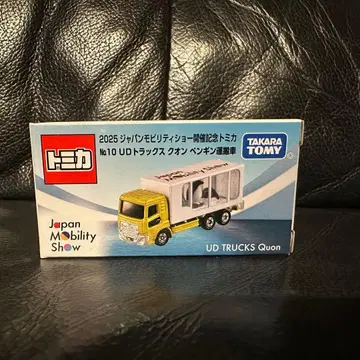 トミカ
2025 ジャパンモビリティショー開催記念トミカ
№10 UDトラックス クオン ペンギン運搬車
TAKARA
TOMY
Japan
Mobility
Show
UD TRUCKS Quon